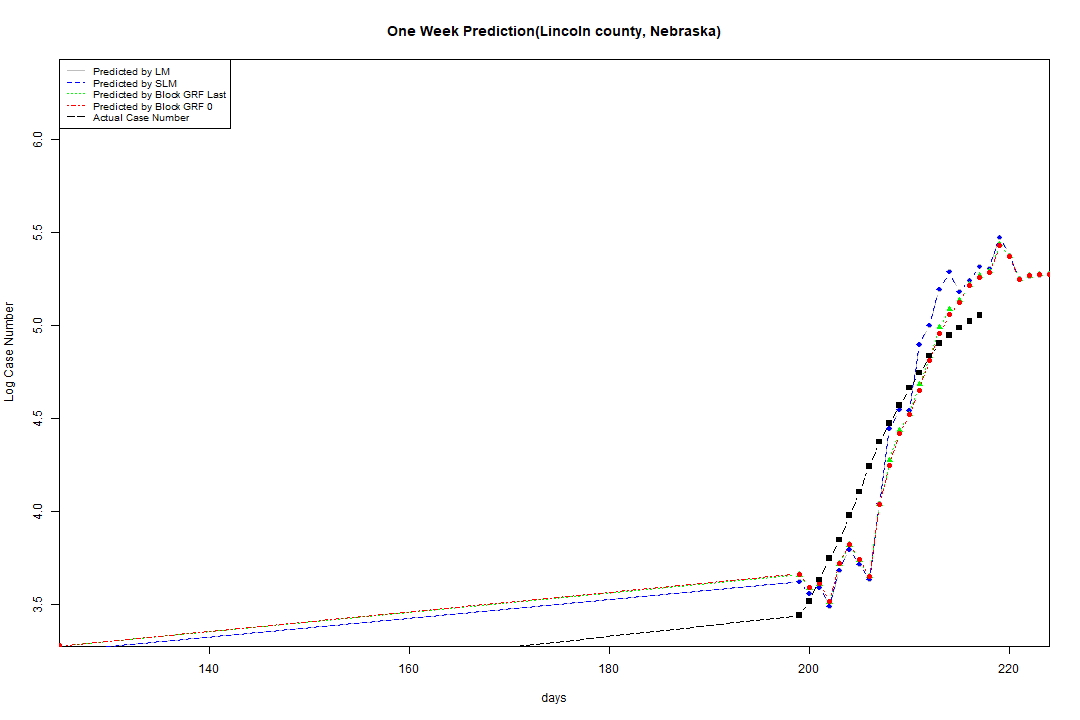 One Week Prediction(Lincoln county, Nebraska)
Predicted by LM
Predicted by SLM
Predicted by Block GRF Last
Predicted by Block GRF 0
Actual Case Number
6.0
5.5
5.0
4.5
4.0
3.5
Log Case Number
140 160 180 200 220
days